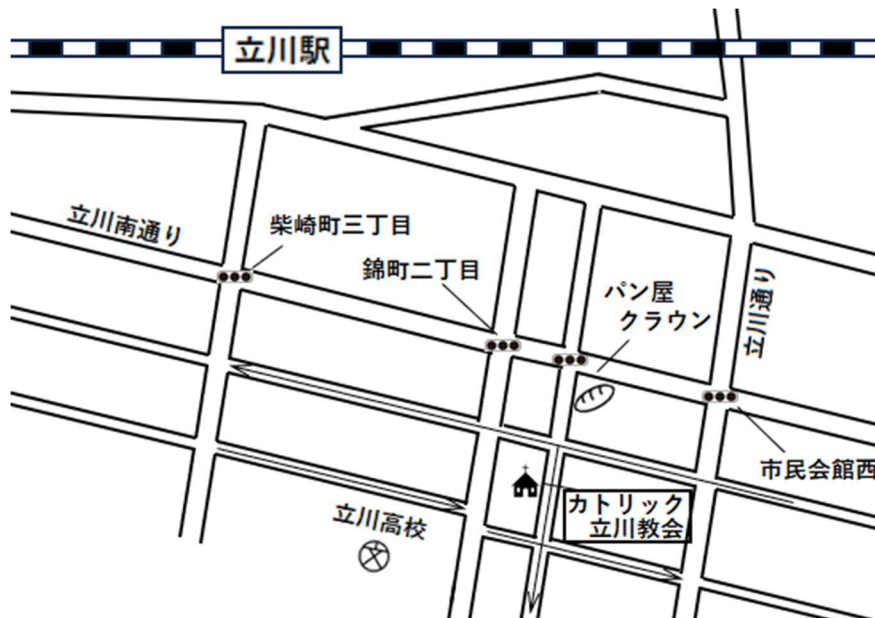 立川駅
立川南通り
柴崎町三丁目
錦町二丁目
パン屋
クラウン
立川通り
市民会館西
カトリック
立川教会
立川高校